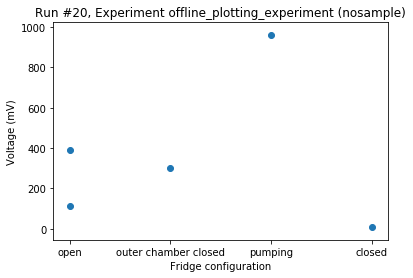 Run #20, Experiment offline_plotting_experiment (nosample)
1000
800
600
400
200
0
Voltage (mV)
open outer chamber closed pumping closed
Fridge configuration